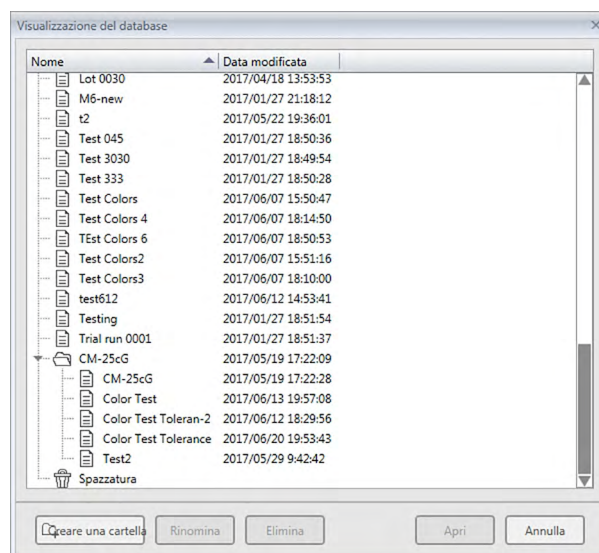 Visualizzazione del database
Nome Data modificata
Lot 0030 2017/04/18 13:53:53
M6-new 2017/01/27 21:18:12
t2 2017/05/22 19:36:01
Test 045 2017/01/27 18:50:36
Test 3030 2017/01/27 18:49:54
Test 333 2017/01/27 18:50:28
Test Colors 2017/06/07 15:50:47
Test Colors 4 2017/06/07 18:14:50
TEst Colors 6 2017/06/07 18:50:53
Test Colors2 2017/06/07 15:51:16
Test Colors3 2017/06/07 18:10:00
test612 2017/06/12 14:53:41
Testing 2017/01/27 18:51:54
Trial run 0001 2017/01/27 18:51:37
CM-25cG 2017/05/19 17:22:09
CM-25cG 2017/05/19 17:22:28
Color Test 2017/06/13 19:57:08
Color Test Toleran-2 2017/06/12 18:29:56
Color Test Tolerance 2017/06/20 19:53:43
Test2 2017/05/29 9:42:42
Spazzatura
Creare una cartella Rinomina Elimina Apri Annulla